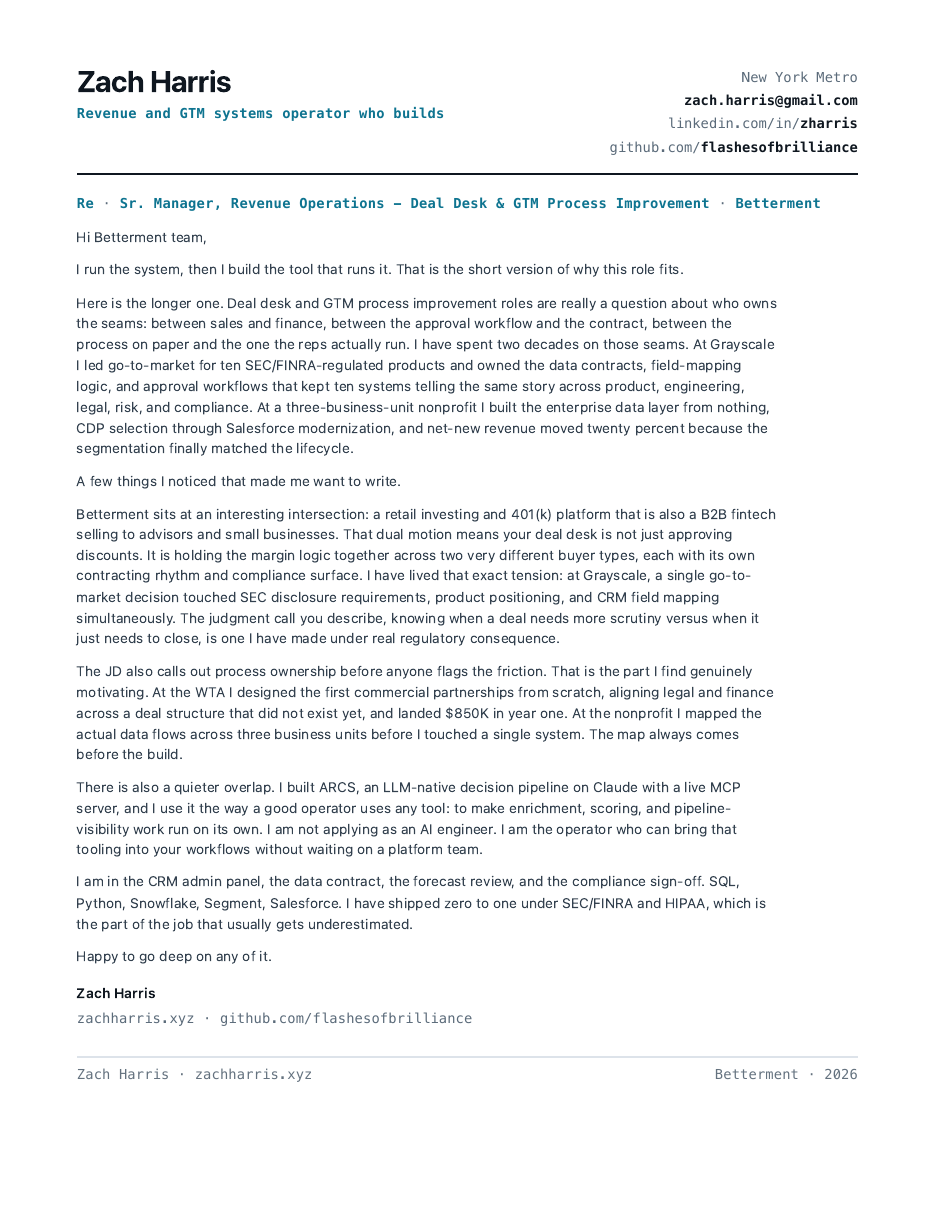 Zach Harris
Revenue and GTM systems operator who builds
New York Metro
zach.harris@gmail.com
linkedin.com/in/zharris
github.com/flashesofbrilliance
Re · Sr. Manager, Revenue Operations – Deal Desk & GTM Process Improvement · Betterment
Hi Betterment team,
I run the system, then I build the tool that runs it. That is the short version of why this role fits.
Here is the longer one. Deal desk and GTM process improvement roles are really a question about who owns
the seams: between sales and finance, between the approval workflow and the contract, between the
process on paper and the one the reps actually run. I have spent two decades on those seams. At Grayscale
I led go-to-market for ten SEC/FINRA-regulated products and owned the data contracts, field-mapping
logic, and approval workflows that kept ten systems telling the same story across product, engineering,
legal, risk, and compliance. At a three-business-unit nonprofit I built the enterprise data layer from nothing,
CDP selection through Salesforce modernization, and net-new revenue moved twenty percent because the
segmentation finally matched the lifecycle.
A few things I noticed that made me want to write.
Betterment sits at an interesting intersection: a retail investing and 401(k) platform that is also a B2B fintech
selling to advisors and small businesses. That dual motion means your deal desk is not just approving
discounts. It is holding the margin logic together across two very different buyer types, each with its own
contracting rhythm and compliance surface. I have lived that exact tension: at Grayscale, a single go-to-
market decision touched SEC disclosure requirements, product positioning, and CRM field mapping
simultaneously. The judgment call you describe, knowing when a deal needs more scrutiny versus when it
just needs to close, is one I have made under real regulatory consequence.
The JD also calls out process ownership before anyone flags the friction. That is the part I find genuinely
motivating. At the WTA I designed the first commercial partnerships from scratch, aligning legal and finance
across a deal structure that did not exist yet, and landed $850K in year one. At the nonprofit I mapped the
actual data flows across three business units before I touched a single system. The map always comes
before the build.
There is also a quieter overlap. I built ARCS, an LLM-native decision pipeline on Claude with a live MCP
server, and I use it the way a good operator uses any tool: to make enrichment, scoring, and pipeline-
visibility work run on its own. I am not applying as an AI engineer. I am the operator who can bring that
tooling into your workflows without waiting on a platform team.
I am in the CRM admin panel, the data contract, the forecast review, and the compliance sign-off. SQL,
Python, Snowflake, Segment, Salesforce. I have shipped zero to one under SEC/FINRA and HIPAA, which is
the part of the job that usually gets underestimated.
Happy to go deep on any of it.
Zach Harris
zachharris.xyz · github.com/flashesofbrilliance
Zach Harris · zachharris.xyz
Betterment · 2026